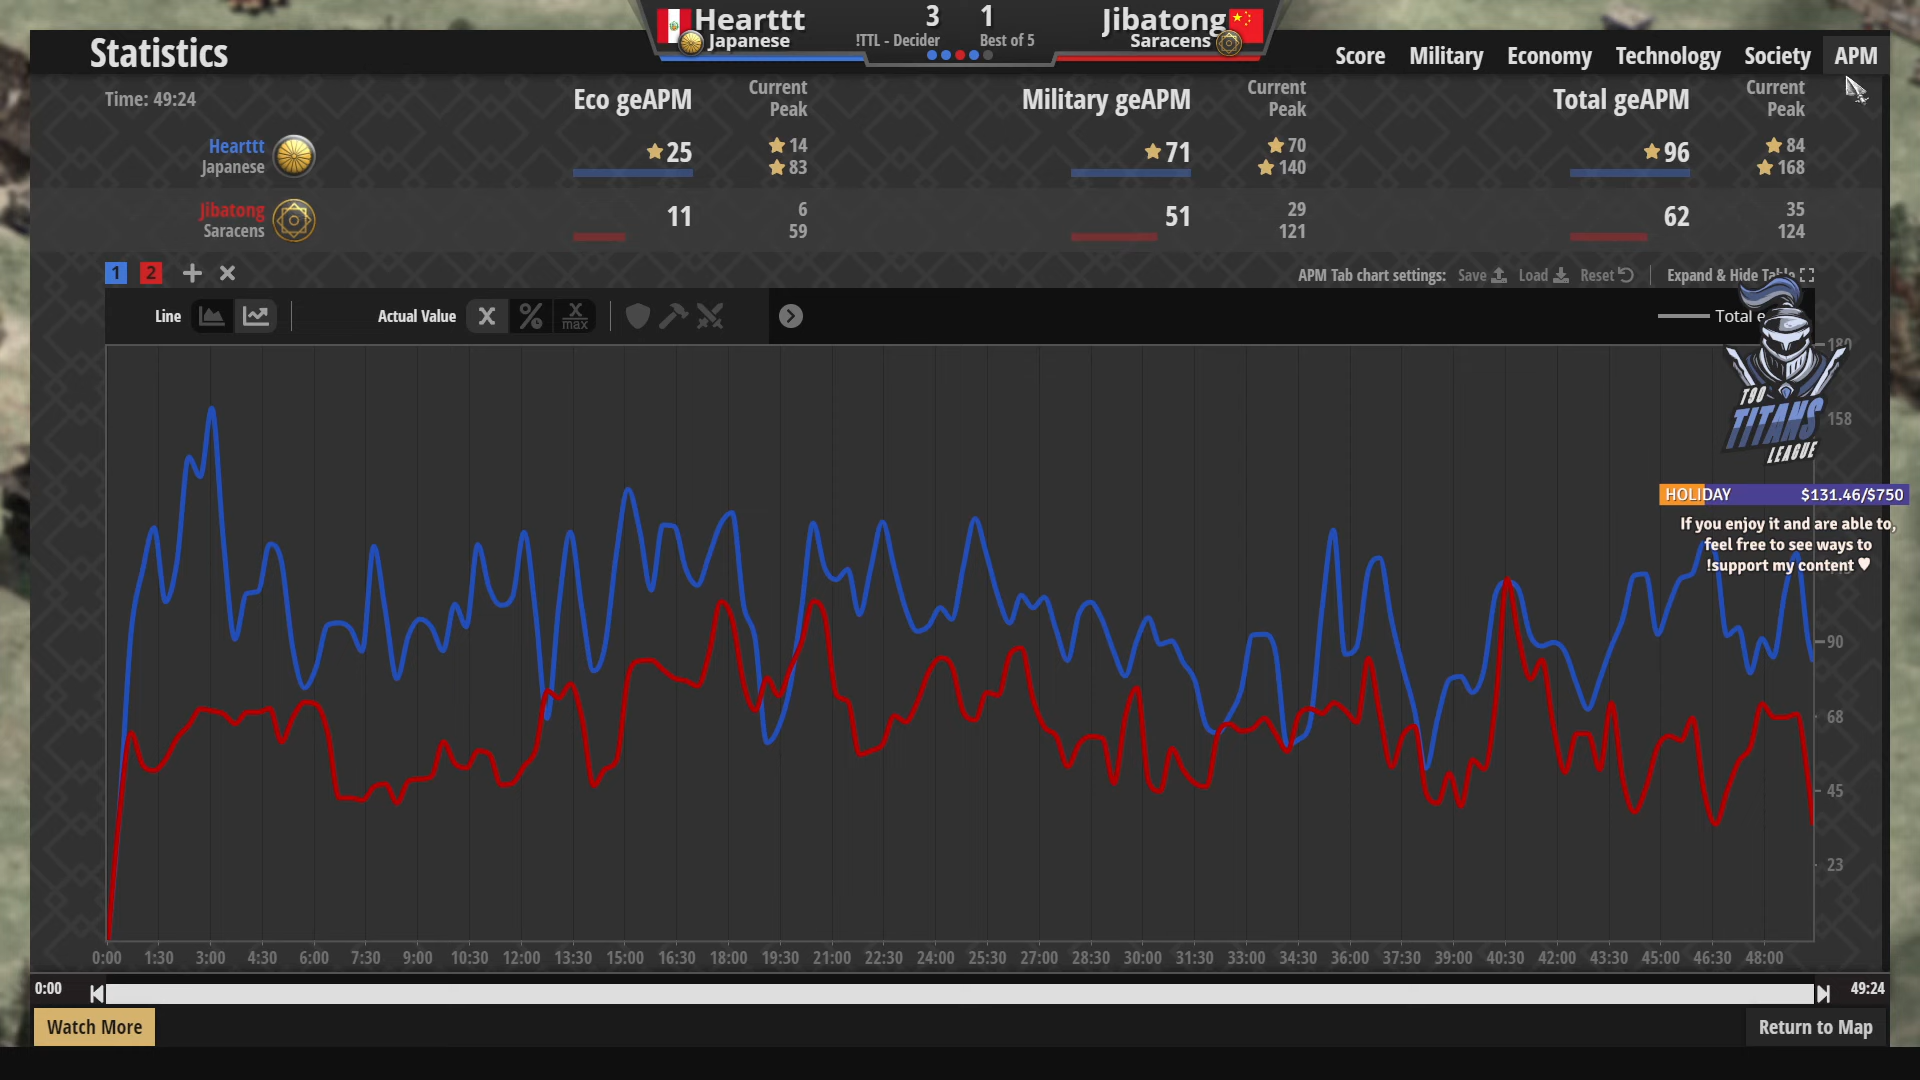 Hearttt
Japanese
3 1
!TTL - Decider Best of 5
Jibatong
Saracens
Statistics
Score Military Economy Technology Society APM
Time: 49:24
Eco geAPM Current Peak Military geAPM Current Peak Total geAPM Current Peak
Hearttt
Japanese
25 14 83 71 70 140 96 84 168
Jibatong
Saracens
11 6 59 51 29 121 62 35 124
1 2
APM Tab chart settings: Save Load Reset Expand & Hide Table
Line Actual Value X % X max
Total e
180
158
T90
TITANS
LEAGUE
HOLIDAY $131.46/$750
If you enjoy it and are able to,
feel free to see ways to
!support my content ♥
90
68
45
23
0:00 1:30 3:00 4:30 6:00 7:30 9:00 10:30 12:00 13:30 15:00 16:30 18:00 19:30 21:00 22:30 24:00 25:30 27:00 28:30 30:00 31:30 33:00 34:30 36:00 37:30 39:00 40:30 42:00 43:30 45:00 46:30 48:00
0:00 49:24
Watch More Return to Map